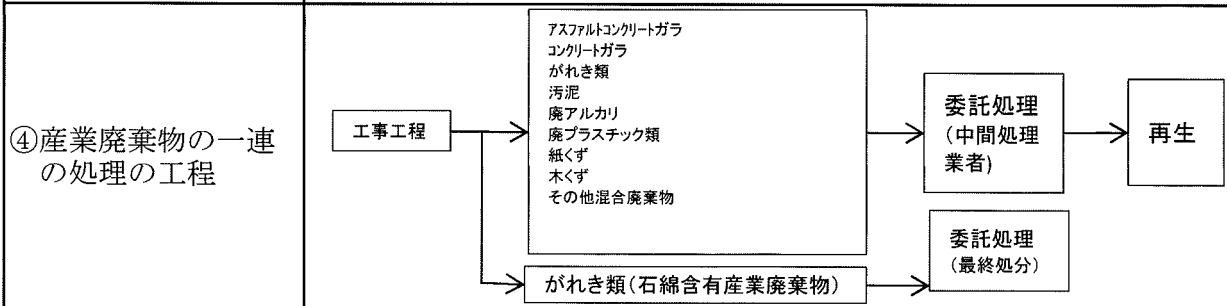 ④産業廃棄物の一連
の処理の工程
工事工程
アスファルトコンクリートガラ
コンクリートガラ
がれき類
汚泥
廃アルカリ
廃プラスチック類
紙くず
木くず
その他混合廃棄物
委託処理
(中間処理
業者)
再生
がれき類(石綿含有産業廃棄物)
委託処理
(最終処分)